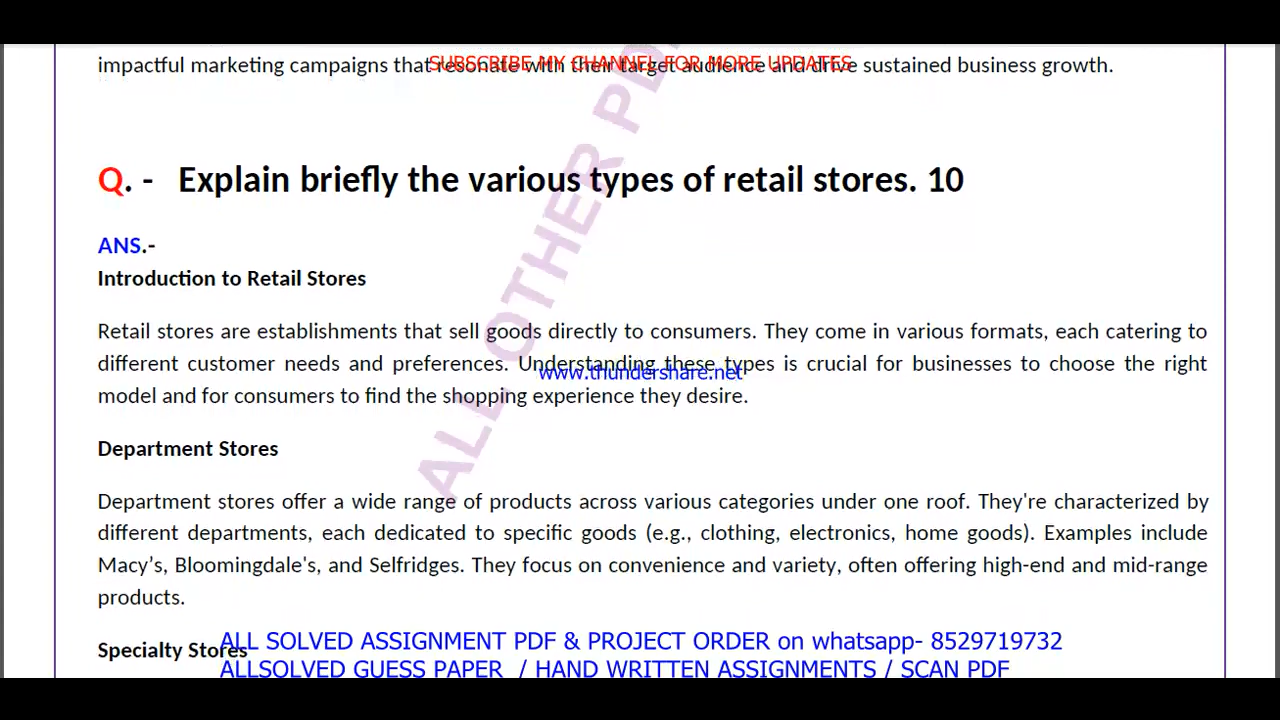 impactful marketing campaigns that resonate with their target audience and drive sustained business growth.
SUBSCRIBE MY CHANNEL FOR MORE UPDATES
Q. - Explain briefly the various types of retail stores. 10
ANS.-
Introduction to Retail Stores
Retail stores are establishments that sell goods directly to consumers. They come in various formats, each catering to
different customer needs and preferences. Understanding these types is crucial for businesses to choose the right
www.thundershare.net
model and for consumers to find the shopping experience they desire.
Department Stores
Department stores offer a wide range of products across various categories under one roof. They're characterized by
different departments, each dedicated to specific goods (e.g., clothing, electronics, home goods). Examples include
Macy’s, Bloomingdale's, and Selfridges. They focus on convenience and variety, often offering high-end and mid-range
products.
Specialty Stores
ALL SOLVED ASSIGNMENT PDF & PROJECT ORDER on whatsapp- 8529719732
ALLSOLVED GUESS PAPER / HAND WRITTEN ASSIGNMENTS / SCAN PDF
ALL OTHER PDF